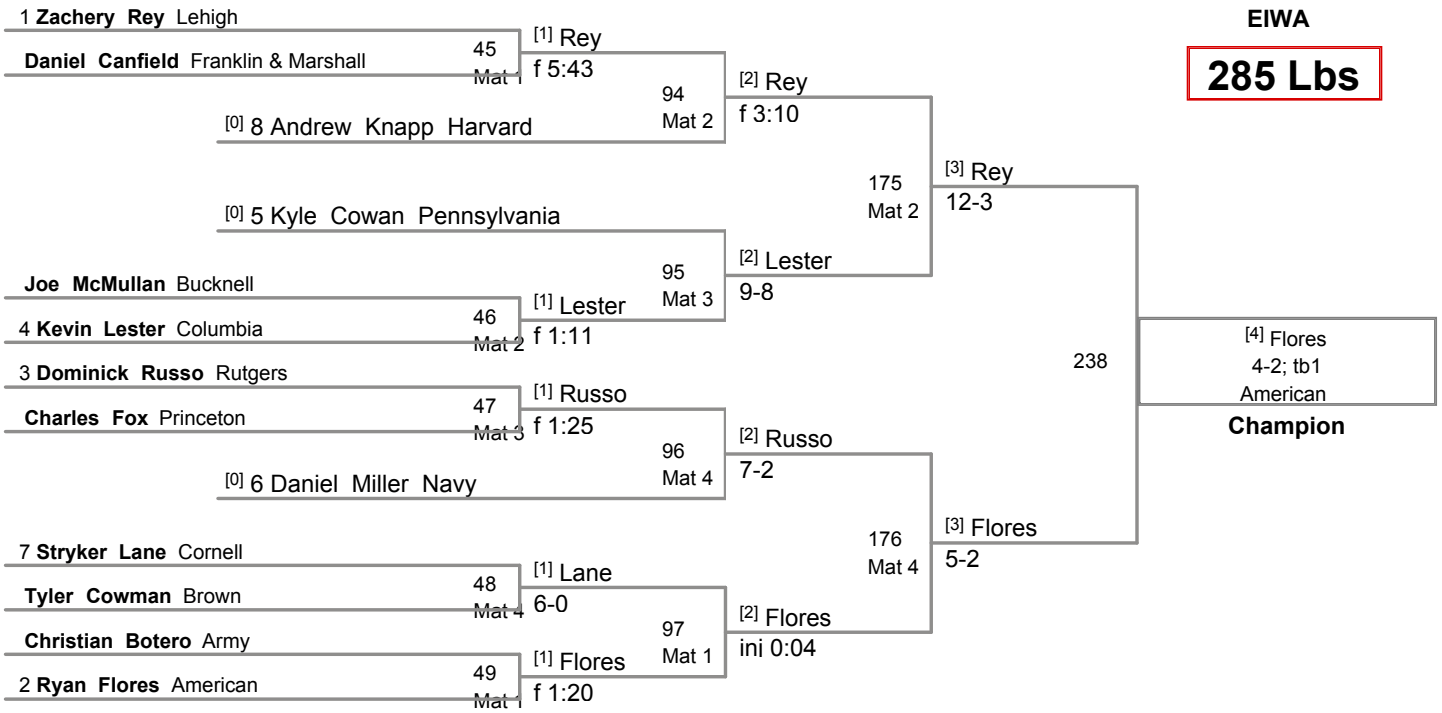 1 Zachery Rey Lehigh
EIWA
[1] Rey
45
Daniel Canfield Franklin & Marshall
Mat 1
f 5:43
285 Lbs
[2] Rey
94
f 3:10
Mat 2
[0] 8 Andrew Knapp Harvard
[3] Rey
175
12-3
Mat 2
[0] 5 Kyle Cowan Pennsylvania
[2] Lester
95
9-8
Mat 3
Joe McMullan Bucknell
[1] Lester
46
4 Kevin Lester Columbia
Mat 2
f 1:11
[4] Flores
4-2; tb1
American
Champion
238
3 Dominick Russo Rutgers
[1] Russo
47
Charles Fox Princeton
Mat 3
f 1:25
[2] Russo
96
7-2
Mat 4
[0] 6 Daniel Miller Navy
[3] Flores
176
5-2
Mat 4
7 Stryker Lane Cornell
[1] Lane
48
Tyler Cowman Brown
Mat 4
6-0
[2] Flores
97
ini 0:04
Mat 1
Christian Botero Army
[1] Flores
49
2 Ryan Flores American
Mat 1
f 1:20